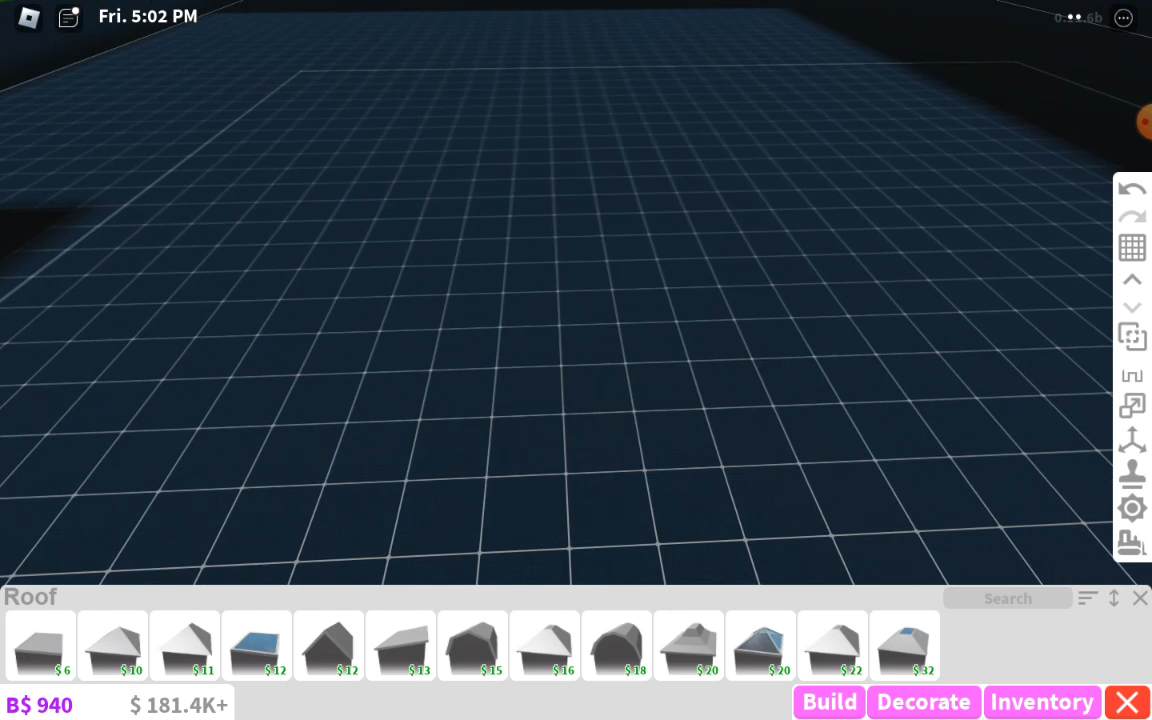 Fri. 5:02 PM
Roof
Search
$6
$10
$11
$12
$12
$13
$15
$16
$18
$20
$20
$22
$32
B$ 940
$ 181.4K+
Build
Decorate
Inventory